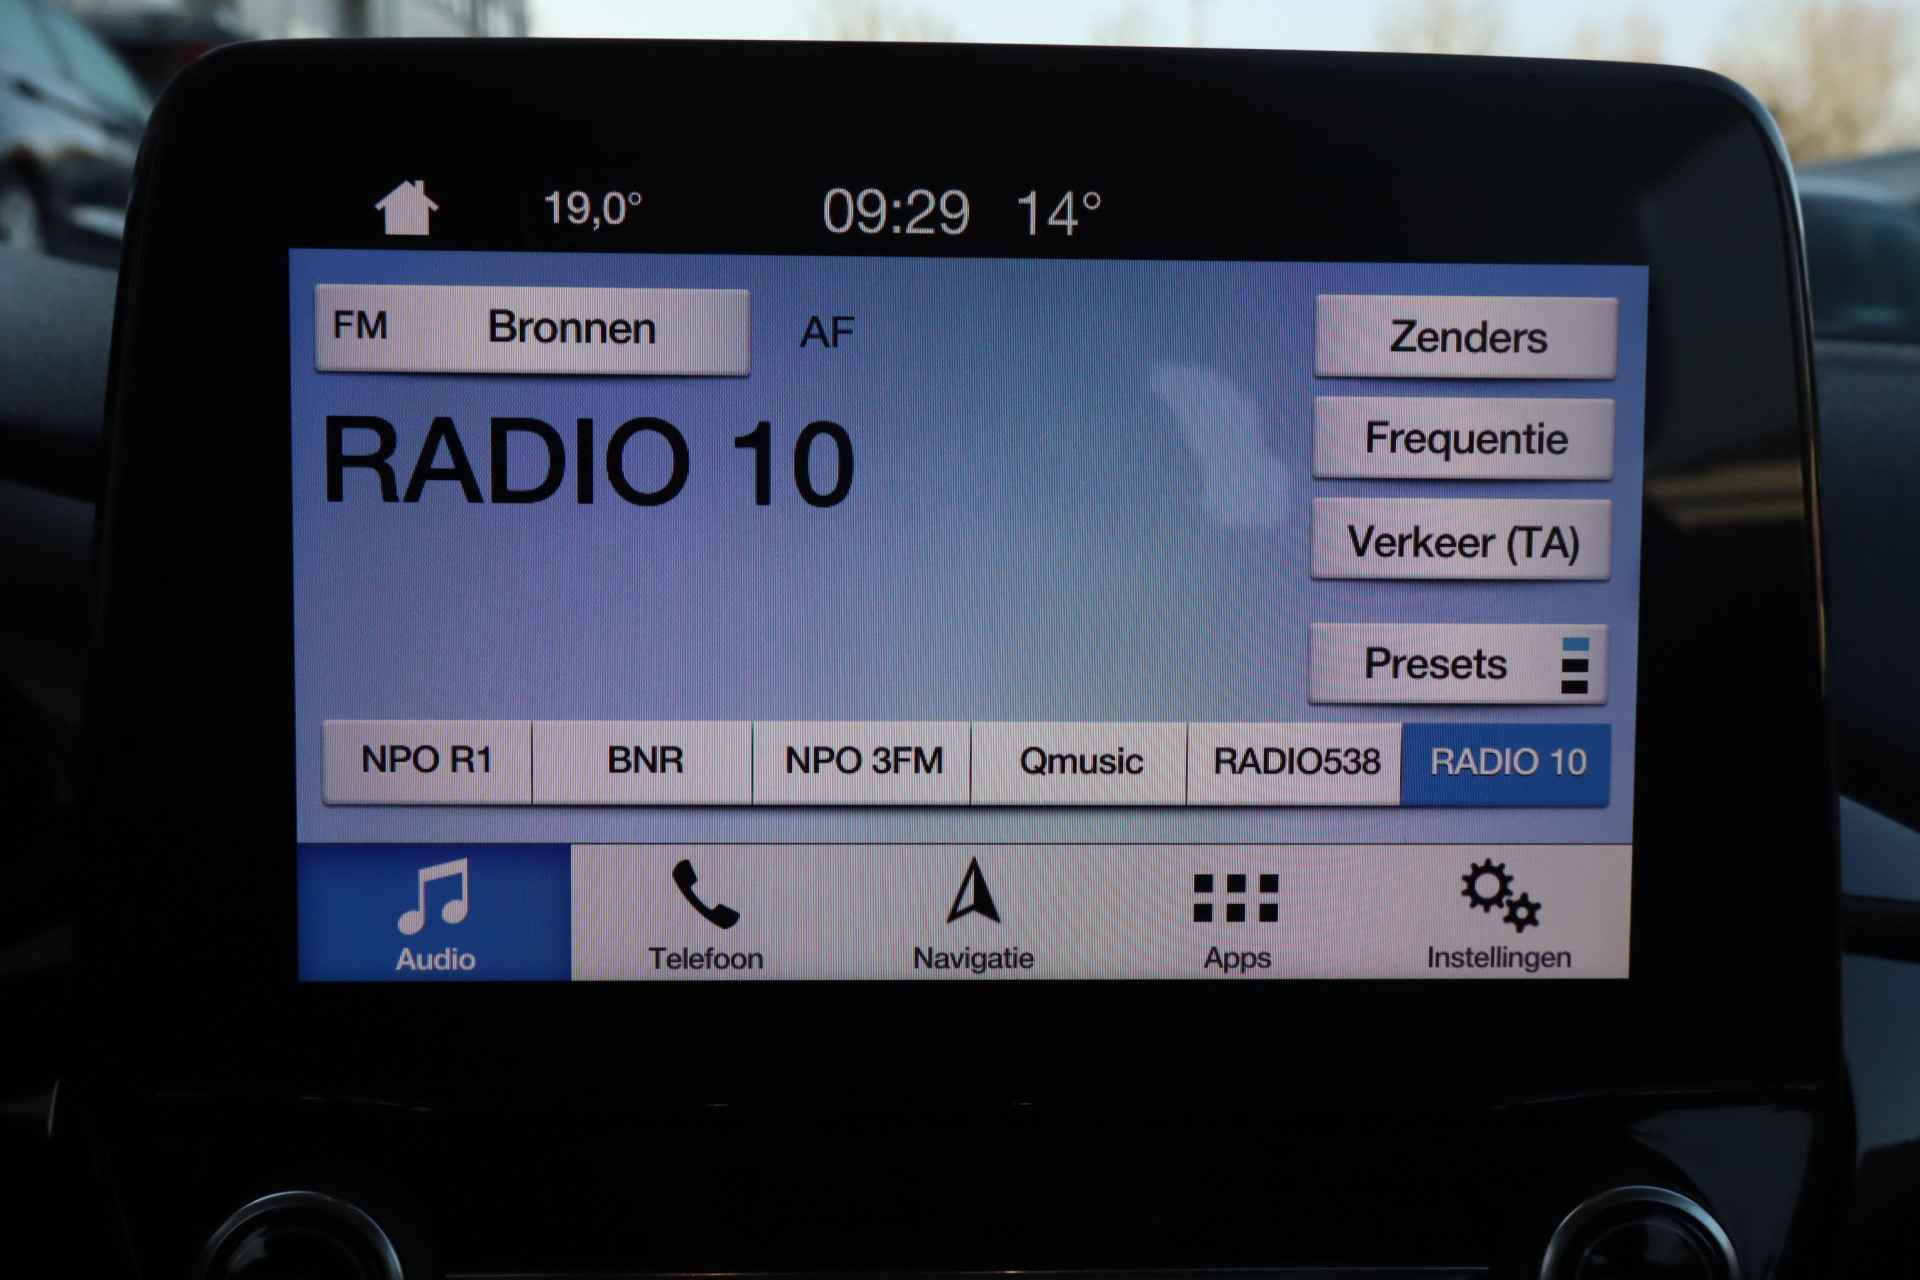 19,0° 09:29 14°
FM Bronnen AF Zenders
RADIO 10
Frequentie
Verkeer (TA)
Presets
NPO R1 BNR NPO 3FM Qmusic RADIO538 RADIO 10
Audio Telefoon Navigatie Apps Instellingen